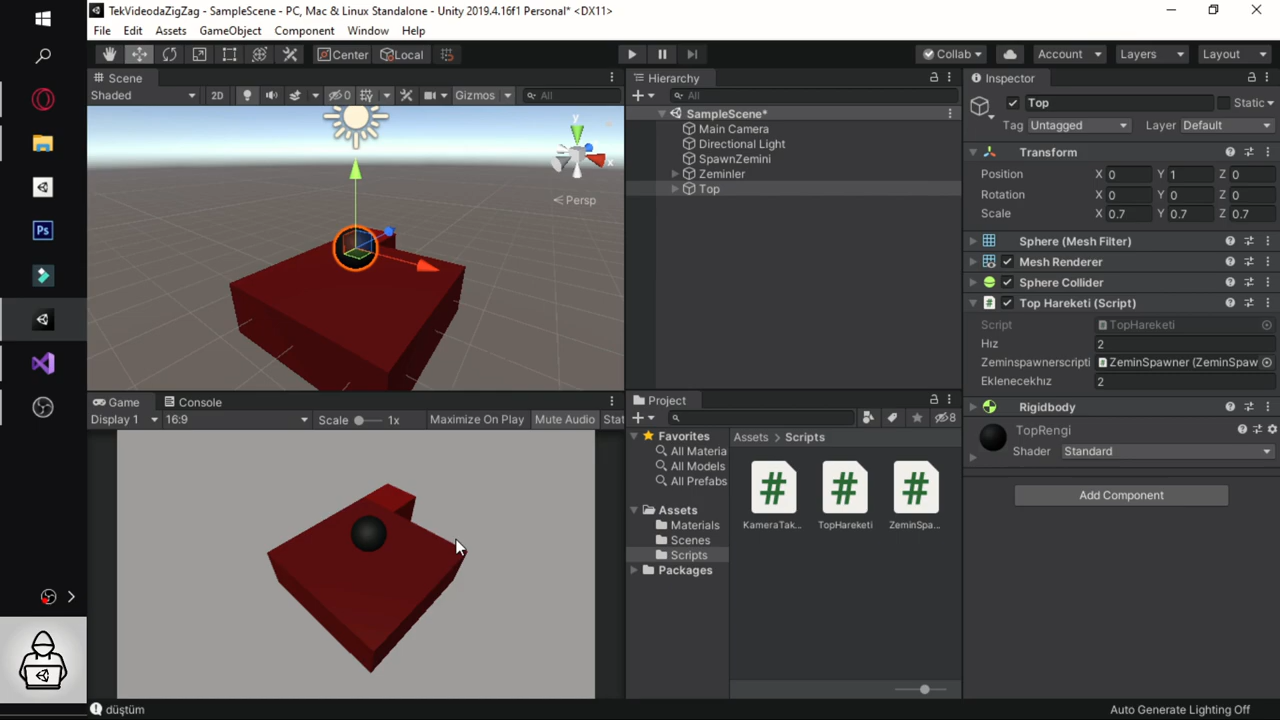 TekVideodaZigZag - SampleScene - PC, Mac & Linux Standalone - Unity 2019.4.16f1 Personal* <DX11>
File Edit Assets GameObject Component Window Help
Center Local
Collab Account Layers Layout
Scene
Shaded 2D 0 Gizmos All
y
x
Persp
Game Console
Display 1 16:9 Scale 1x Maximize On Play Mute Audio Stat
düştüm
Hierarchy
All
SampleScene*
Main Camera
Directional Light
SpawnZemini
Zeminler
Top
Project
8
Favorites
All Materia
All Models
All Prefabs
Assets
Materials
Scenes
Scripts
Packages
Assets > Scripts
KameraTak...
TopHareketi
ZeminSpa...
Inspector
Top Static
Tag Untagged Layer Default
Transform
Position X 0 Y 1 Z 0
Rotation X 0 Y 0 Z 0
Scale X 0.7 Y 0.7 Z 0.7
Sphere (Mesh Filter)
Mesh Renderer
Sphere Collider
Top Hareketi (Script)
Script TopHareketi
Hız 2
Zeminspawnerscripti ZeminSpawner (ZeminSpaw
Eklenecekhız 2
Rigidbody
TopRengi
Shader Standard
Add Component
Auto Generate Lighting Off
Ps